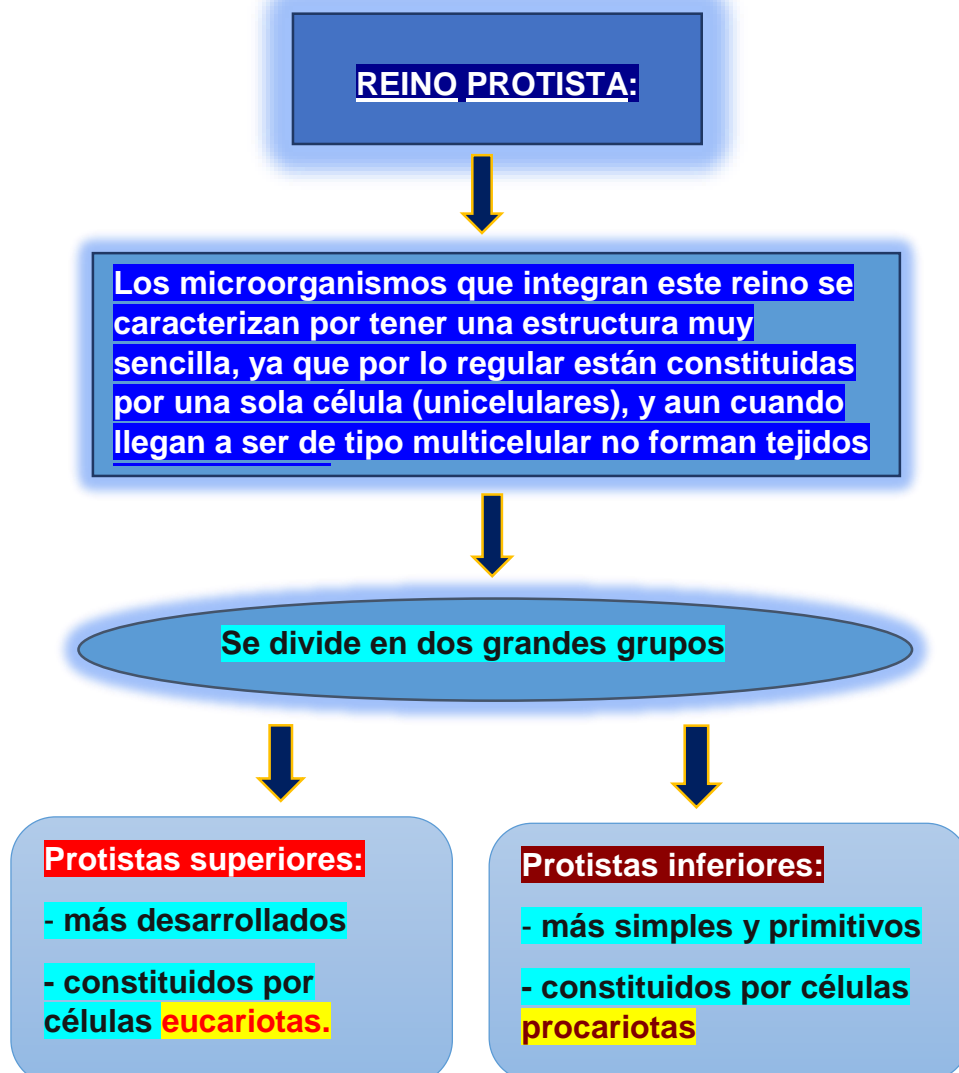 REINO PROTISTA:
Los microorganismos que integran este reino se
caracterizan por tener una estructura muy
sencilla, ya que por lo regular están constituidas
por una sola célula (unicelulares), y aun cuando
llegan a ser de tipo multicelular no forman tejidos
Se divide en dos grandes grupos
Protistas superiores:
- más desarrollados
- constituidos por
células eucariotas.
Protistas inferiores:
- más simples y primitivos
- constituidos por células
procariotas